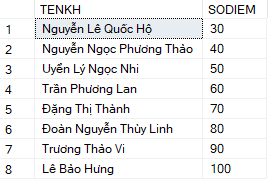 TENKH SODIEM
1 Nguyễn Lê Quốc Hộ 30
2 Nguyễn Ngọc Phương Thảo 40
3 Uyển Lý Ngọc Nhi 50
4 Trần Phương Lan 60
5 Đặng Thị Thành 70
6 Đoàn Nguyễn Thùy Linh 80
7 Trương Thảo Vi 90
8 Lê Bảo Hưng 100